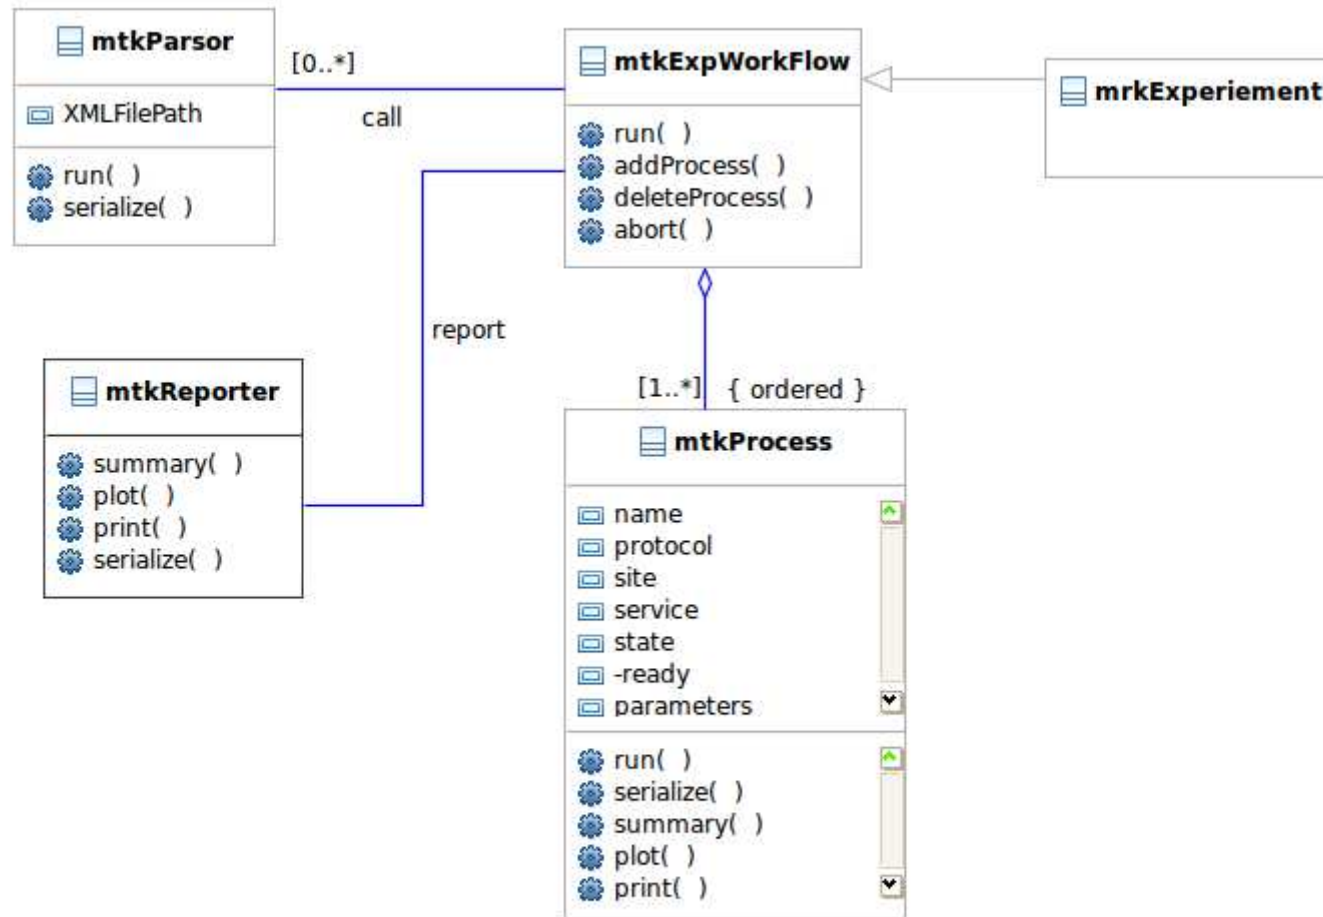 mtkParsor
XMLFilePath
run( )
serialize( )
[0..*]
call
mtkExpWorkFlow
run( )
addProcess( )
deleteProcess( )
abort( )
mrkExperiement
report
mtkReporter
summary( )
plot( )
print( )
serialize( )
[1..*] { ordered }
mtkProcess
name
protocol
site
service
state
-ready
parameters
run( )
serialize( )
summary( )
plot( )
print( )